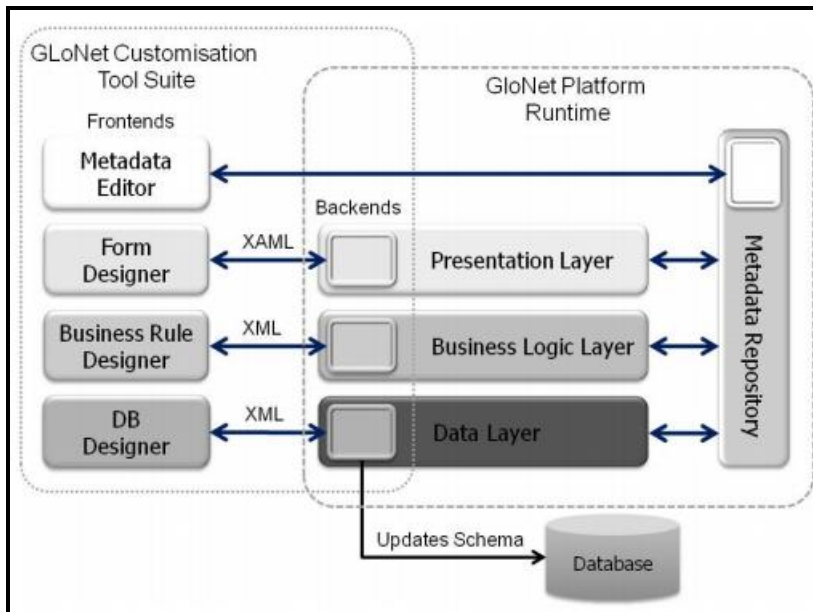 GLoNet Customisation
Tool Suite
GloNet Platform
Runtime
Frontends
Metadata
Editor
Backends
Form
Designer
XAML
Presentation Layer
Business Rule
Designer
XML
Business Logic Layer
DB
Designer
XML
Data Layer
Metadata Repository
Updates Schema
Database